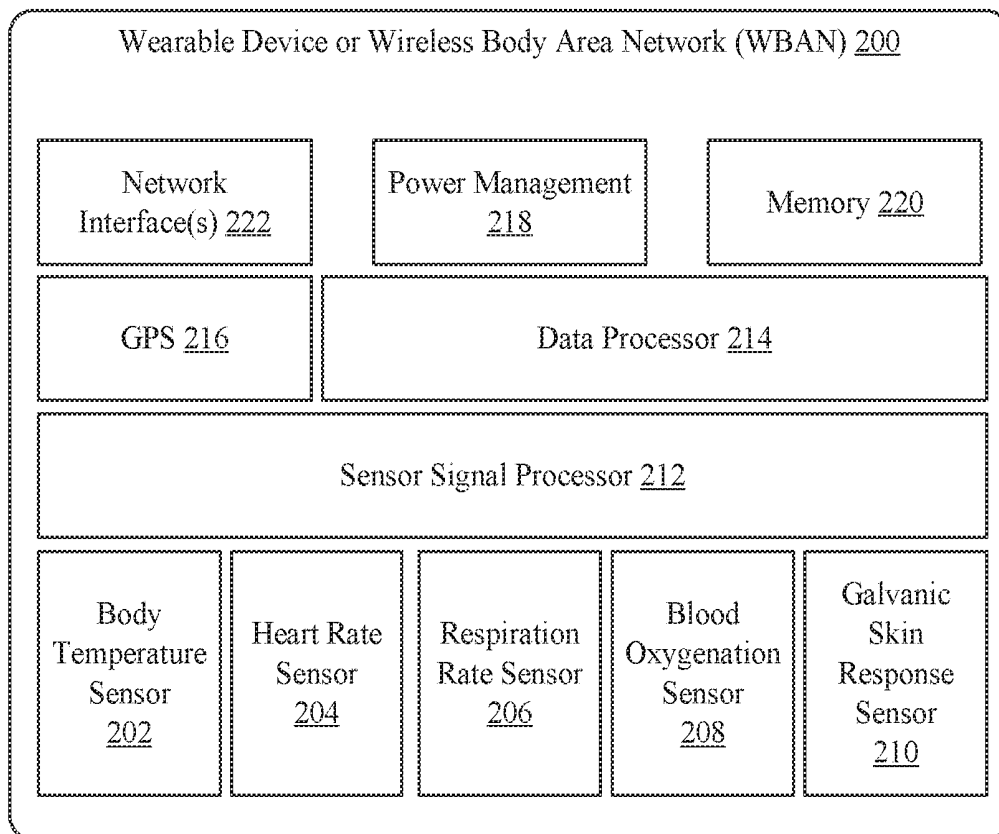 Wearable Device or Wireless Body Area Network (WBAN) 200
Network
Interface(s) 222
Power Management
218
Memory 220
GPS 216
Data Processor 214
Sensor Signal Processor 212
Body
Temperature
Sensor
202
Heart Rate
Sensor
204
Respiration
Rate Sensor
206
Blood
Oxygenation
Sensor
208
Galvanic
Skin
Response
Sensor
210